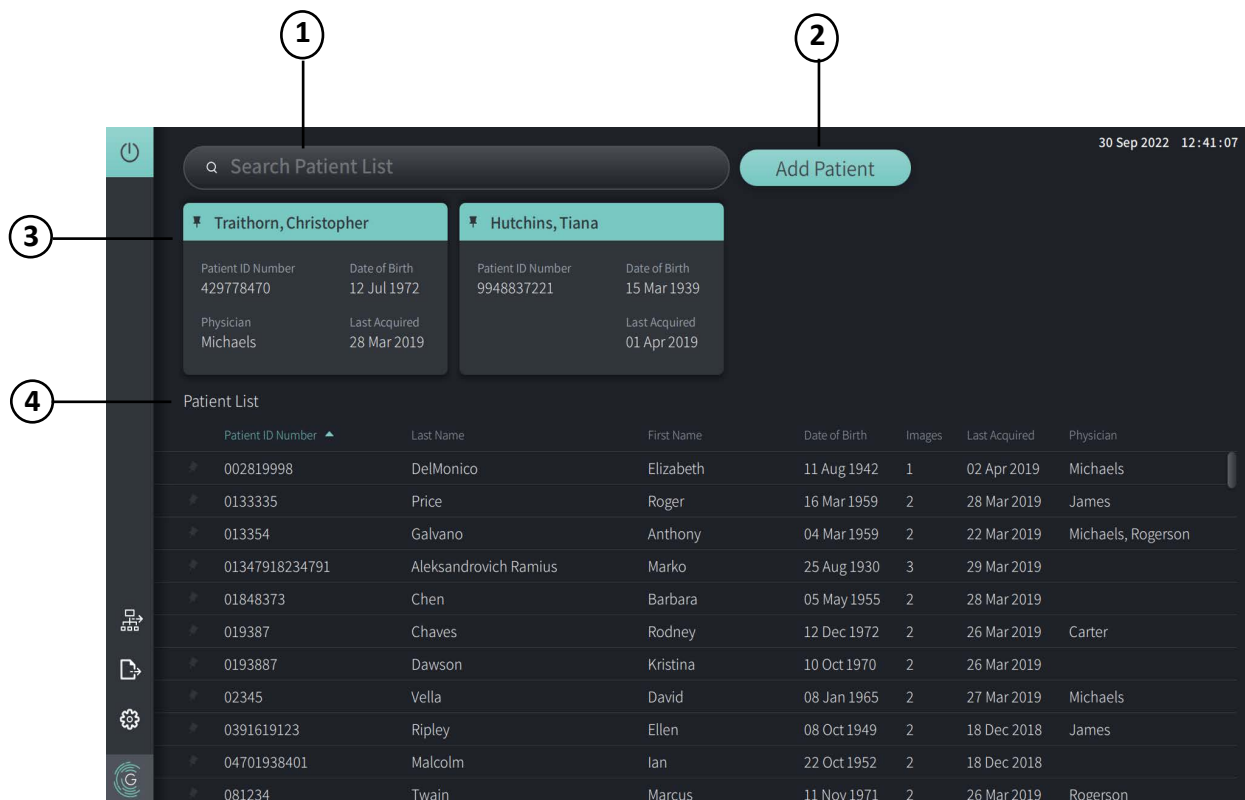 1
2
30 Sep 2022 12:41:07
Search Patient List
Add Patient
3
Traithorn, Christopher
Hutchins, Tiana
Patient ID Number Date of Birth Patient ID Number Date of Birth
429778470 12 Jul 1972 9948837221 15 Mar 1939
Physician Last Acquired Last Acquired
Michaels 28 Mar 2019 01 Apr 2019
4
Patient List
Patient ID Number Last Name First Name Date of Birth Images Last Acquired Physician
002819998 DelMonico Elizabeth 11 Aug 1942 1 02 Apr 2019 Michaels
0133335 Price Roger 16 Mar 1959 2 28 Mar 2019 James
013354 Galvano Anthony 04 Mar 1959 2 22 Mar 2019 Michaels, Rogerson
01347918234791 Aleksandrovich Ramius Marko 25 Aug 1930 3 29 Mar 2019
01848373 Chen Barbara 05 May 1955 2 28 Mar 2019
019387 Chaves Rodney 12 Dec 1972 2 26 Mar 2019 Carter
0193887 Dawson Kristina 10 Oct 1970 2 26 Mar 2019
02345 Vella David 08 Jan 1965 2 27 Mar 2019 Michaels
0391619123 Ripley Ellen 08 Oct 1949 2 18 Dec 2018 James
04701938401 Malcolm Ian 22 Oct 1952 2 18 Dec 2018
G
081234 Twain Marcus 11 Nov 1971 2 26 Mar 2019 Rogerson